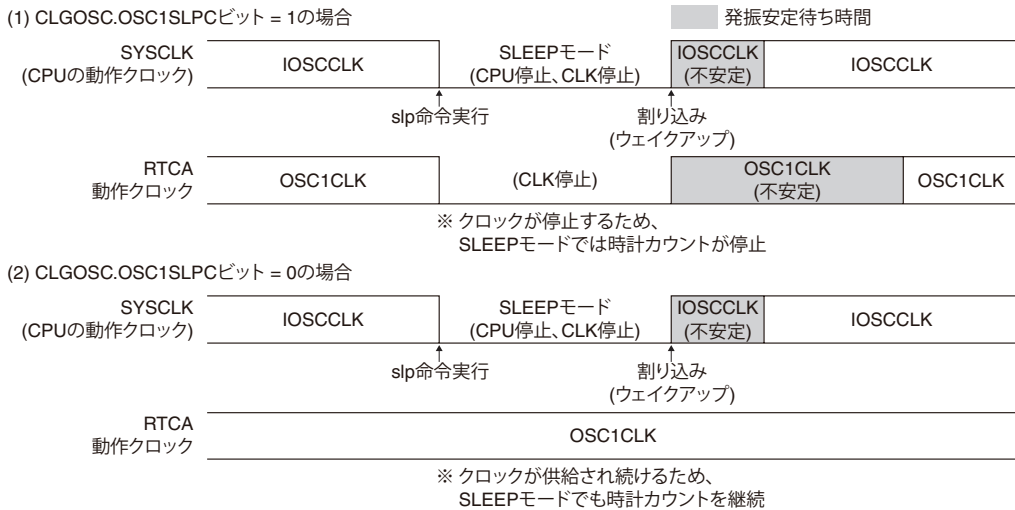 (1) CLGOSC.OSC1SLPCビット = 1の場合
発振安定待ち時間
SYSCLK
(CPUの動作クロック)
IOSCCLK
SLEEPモード
(CPU停止、CLK停止)
IOSCCLK
(不安定)
IOSCCLK
slp命令実行
割り込み
(ウェイクアップ)
RTCA
動作クロック
OSC1CLK
(CLK停止)
OSC1CLK
(不安定)
OSC1CLK
※ クロックが停止するため、
SLEEPモードでは時計カウントが停止
(2) CLGOSC.OSC1SLPCビット = 0の場合
SYSCLK
(CPUの動作クロック)
IOSCCLK
SLEEPモード
(CPU停止、CLK停止)
IOSCCLK
(不安定)
IOSCCLK
slp命令実行
割り込み
(ウェイクアップ)
RTCA
動作クロック
OSC1CLK
※ クロックが供給され続けるため、
SLEEPモードでも時計カウントを継続